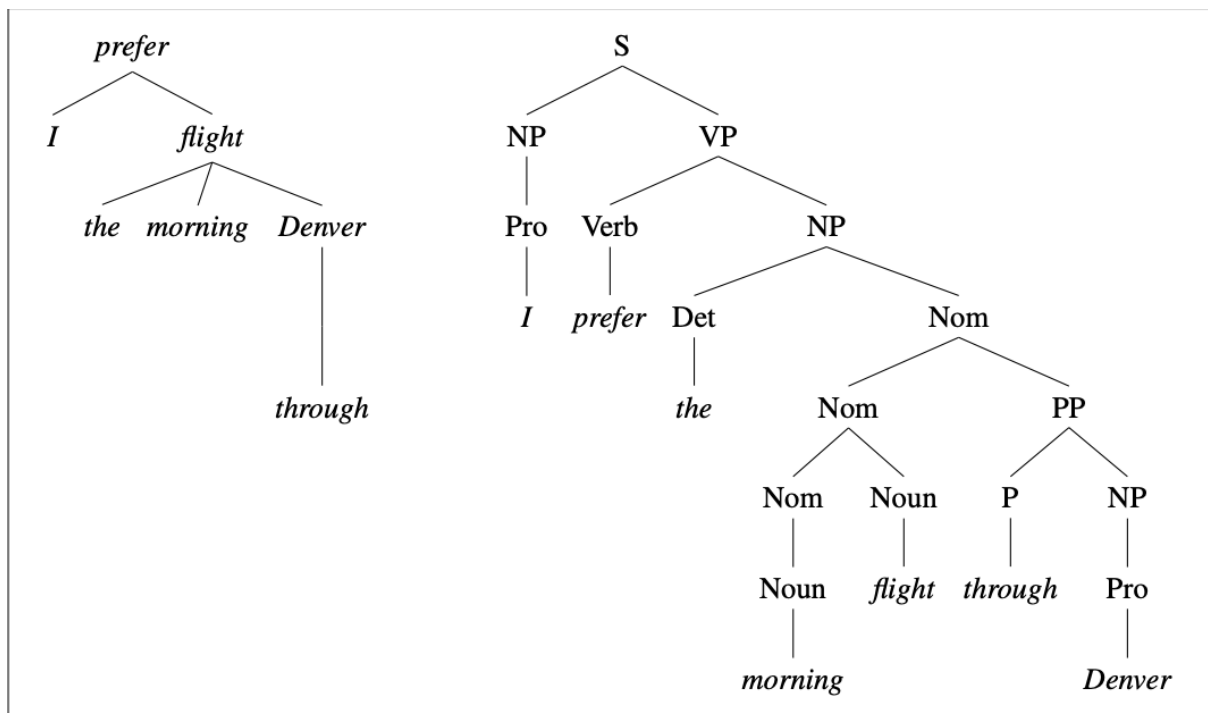 prefer S
I flight NP VP
the morning Denver Pro Verb NP
I prefer Det Nom
through the Nom PP
Nom Noun P NP
Noun flight through Pro
morning Denver